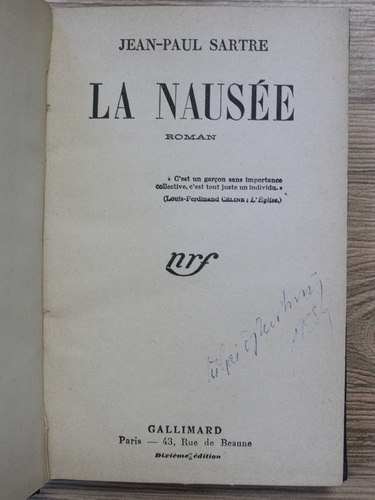 JEAN-PAUL SARTRE
LA NAUSÉE
ROMAN
« C'est un garçon sans importance
collective, c'est tout juste un individu. »
(Louis-Ferdinand CÉLINE : L'Église.)
nrf
GALLIMARD
Paris — 43, Rue de Beaune
Dixième édition